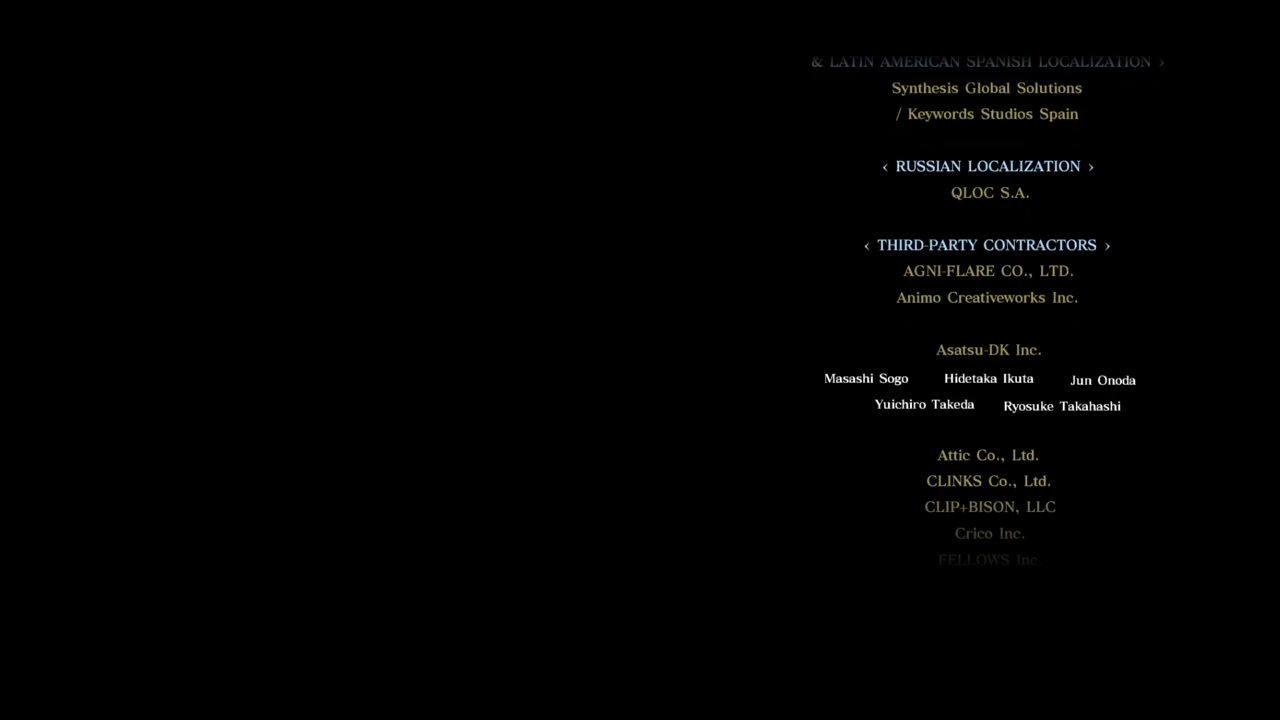 & LATIN AMERICAN SPANISH LOCALIZATION ›
Synthesis Global Solutions
/ Keywords Studios Spain
‹ RUSSIAN LOCALIZATION ›
QLOC S.A.
‹ THIRD-PARTY CONTRACTORS ›
AGNI-FLARE CO., LTD.
Animo Creativeworks Inc.
Asatsu-DK Inc.
Masashi Sogo Hidetaka Ikuta Jun Onoda
Yuichiro Takeda Ryosuke Takahashi
Attic Co., Ltd.
CLINKS Co., Ltd.
CLIP+BISON, LLC
Crico Inc.
FELLOWS Inc.